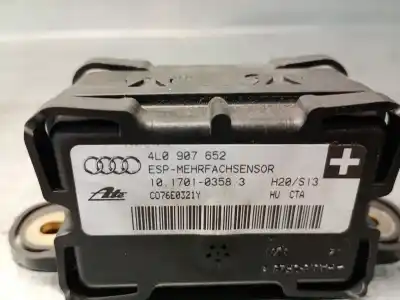 4L0 907 652
ESP-MEHRFACHSENSOR
10.1701-0358.3 H20/S13
Ate C076E0321Y HU CTA